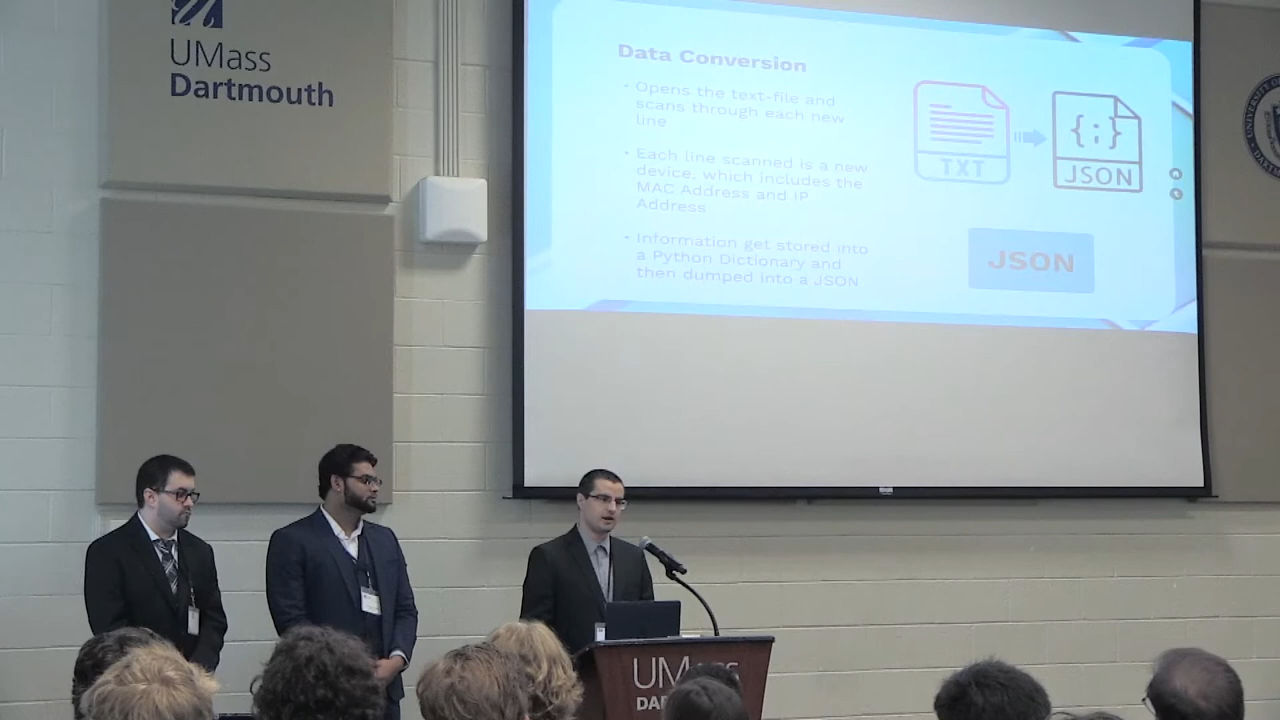 UMass
Dartmouth
Data Conversion
• Opens the text-file and
scans through each new
line
• Each line scanned is a new
device, which includes the
MAC Address and IP
Address
• Information get stored into
a Python Dictionary and
then dumped into a JSON
TXT
{;}
JSON
JSON